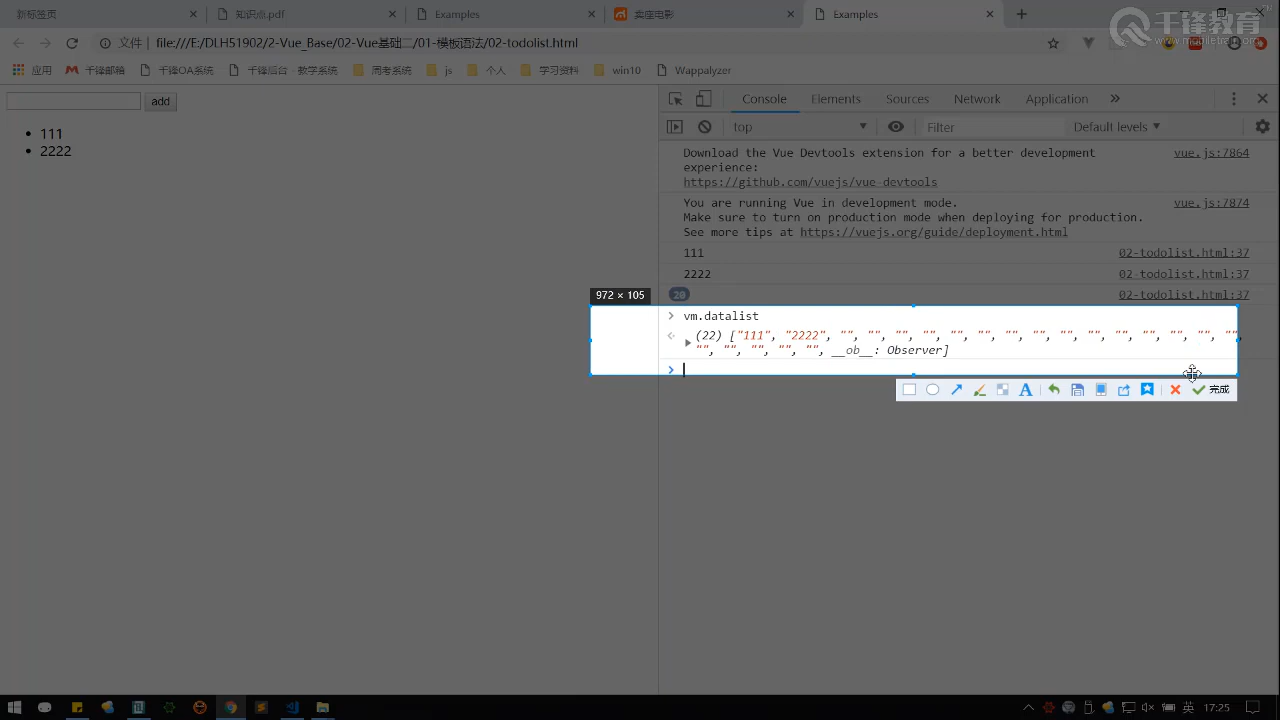 新标签页
知识点.pdf
Examples
卖座电影
Examples
千锋教育
www.mobiletrain.org
文件 | file:///E:/DLH51902/2-Vue_Base/02-Vue基础二/01-模板语法/02-todolist.html
应用 千锋邮箱 千锋OA系统 千锋后台 - 教学系统 周考系统 js 个人 学习资料 win10 Wappalyzer
add
111
2222
Console Elements Sources Network Application
top Filter Default levels
Download the Vue Devtools extension for a better development vue.js:7864
experience:
https://github.com/vuejs/vue-devtools
You are running Vue in development mode. vue.js:7874
Make sure to turn on production mode when deploying for production.
See more tips at https://vuejs.org/guide/deployment.html
111 02-todolist.html:37
2222 02-todolist.html:37
20 02-todolist.html:37
972 × 105
vm.datalist
(22) ["111", "2222", "", "", "", "", "", "", "", "", "", "", "", "", "", "", "",
"", "", "", "", "", __ob__: Observer]
A 完成
英 17:25